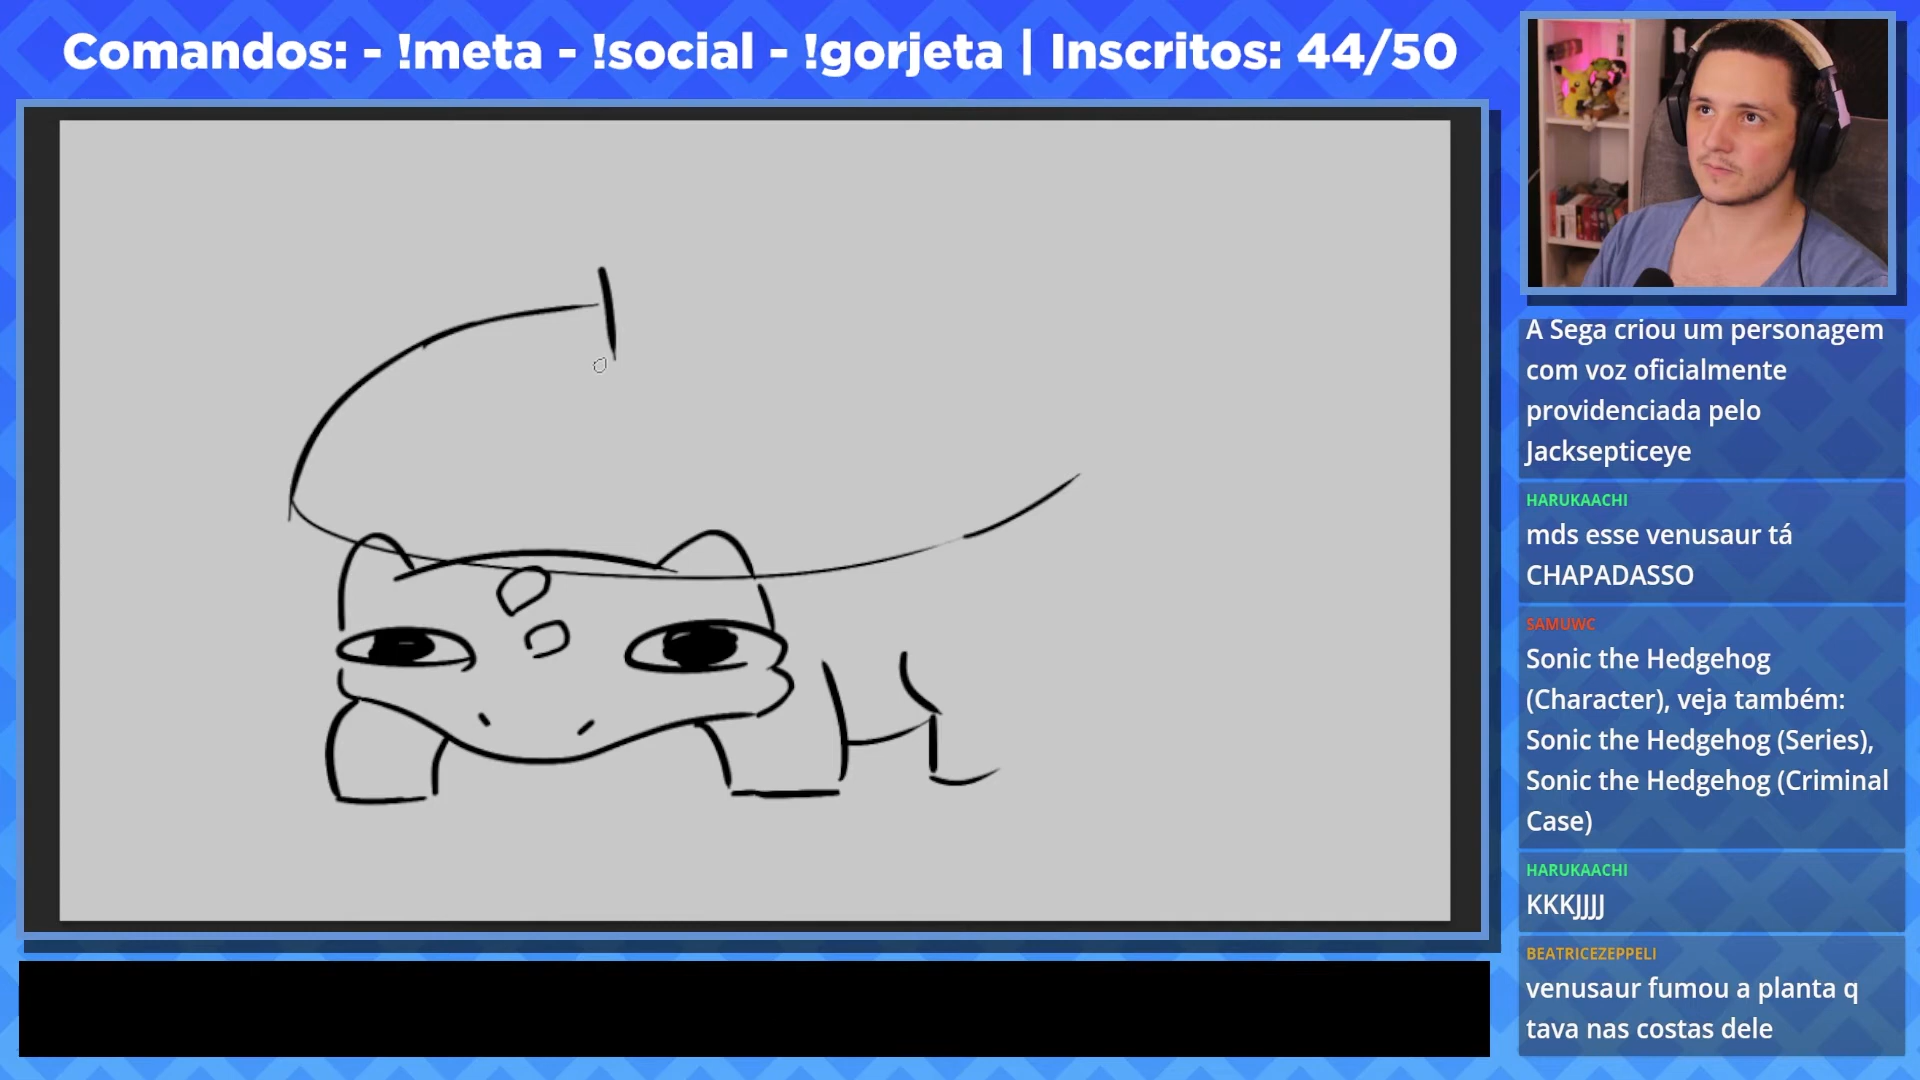 Comandos: - !meta - !social - !gorjeta | Inscritos: 44/50
A Sega criou um personagem
com voz oficialmente
providenciada pelo
Jacksepticeye
HARUKAACHI
mds esse venusaur tá
CHAPADASSO
SAMUWC
Sonic the Hedgehog
(Character), veja também:
Sonic the Hedgehog (Series),
Sonic the Hedgehog (Criminal
Case)
HARUKAACHI
KKKJJJJ
BEATRICEZEPPELI
venusaur fumou a planta q
tava nas costas dele